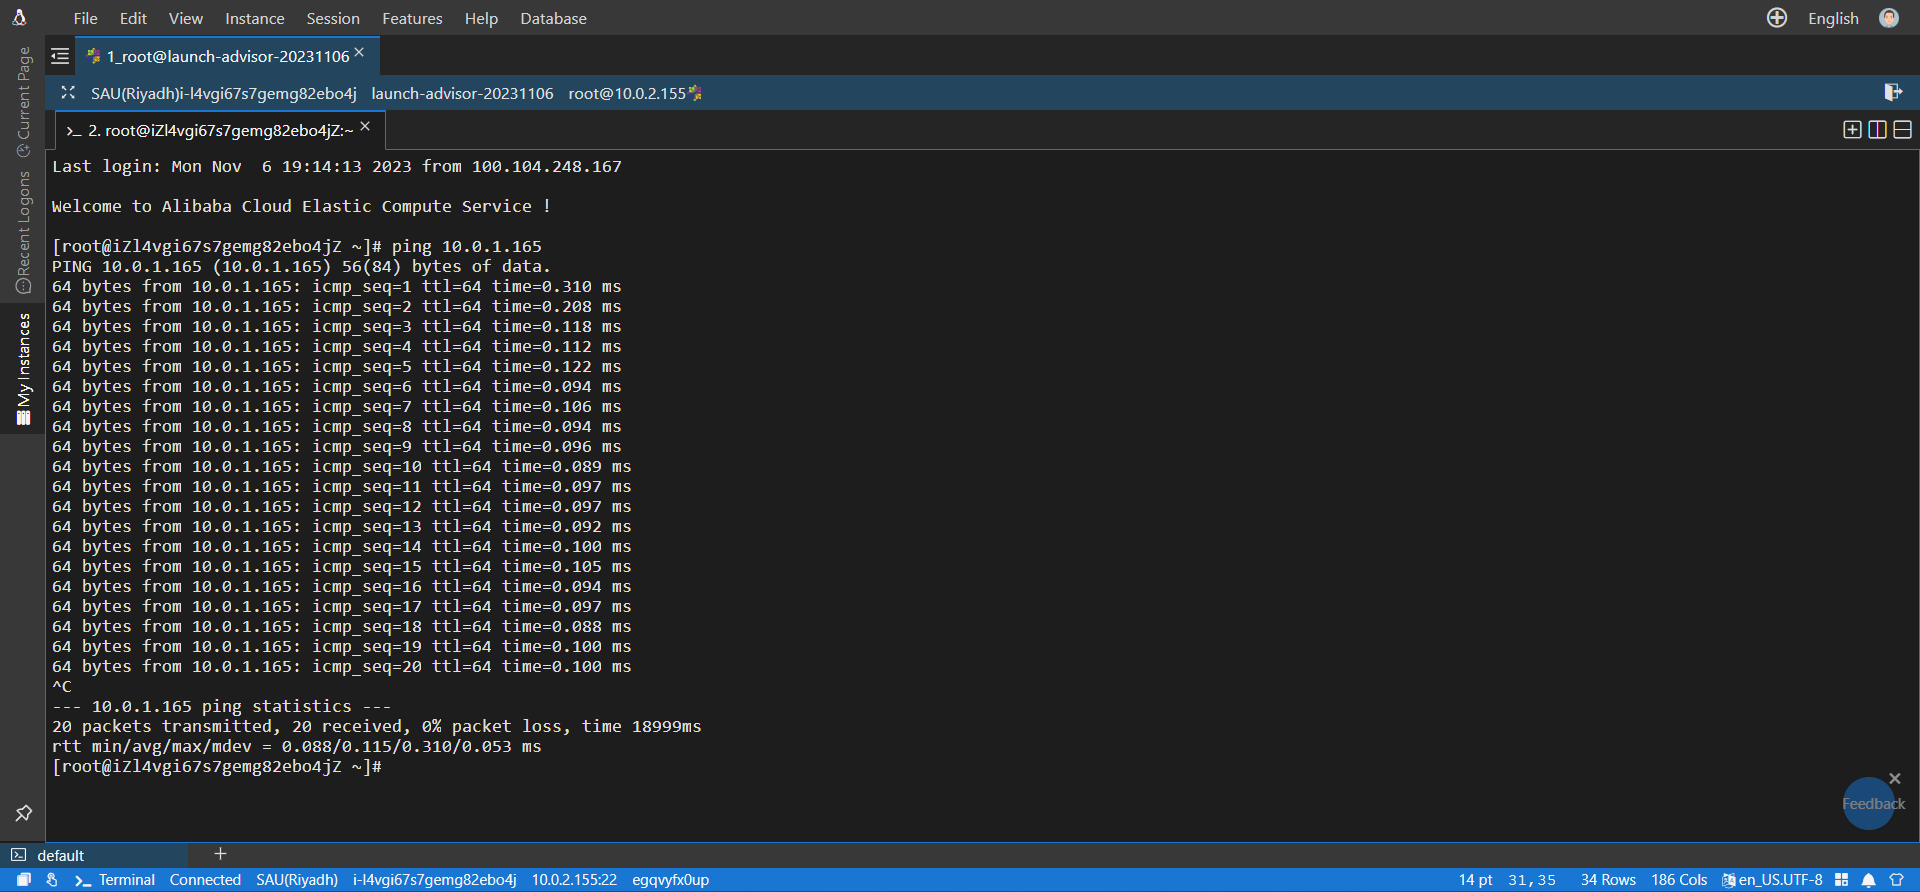 File Edit View Instance Session Features Help Database English
1_root@launch-advisor-20231106
SAU(Riyadh)i-l4vgi67s7gemg82ebo4j launch-advisor-20231106 root@10.0.2.155
>_ 2. root@iZl4vgi67s7gemg82ebo4jZ:~
Current Page
Recent Logons
My Instances
Last login: Mon Nov  6 19:14:13 2023 from 100.104.248.167
Welcome to Alibaba Cloud Elastic Compute Service !
[root@iZl4vgi67s7gemg82ebo4jZ ~]# ping 10.0.1.165
PING 10.0.1.165 (10.0.1.165) 56(84) bytes of data.
64 bytes from 10.0.1.165: icmp_seq=1 ttl=64 time=0.310 ms
64 bytes from 10.0.1.165: icmp_seq=2 ttl=64 time=0.208 ms
64 bytes from 10.0.1.165: icmp_seq=3 ttl=64 time=0.118 ms
64 bytes from 10.0.1.165: icmp_seq=4 ttl=64 time=0.112 ms
64 bytes from 10.0.1.165: icmp_seq=5 ttl=64 time=0.122 ms
64 bytes from 10.0.1.165: icmp_seq=6 ttl=64 time=0.094 ms
64 bytes from 10.0.1.165: icmp_seq=7 ttl=64 time=0.106 ms
64 bytes from 10.0.1.165: icmp_seq=8 ttl=64 time=0.094 ms
64 bytes from 10.0.1.165: icmp_seq=9 ttl=64 time=0.096 ms
64 bytes from 10.0.1.165: icmp_seq=10 ttl=64 time=0.089 ms
64 bytes from 10.0.1.165: icmp_seq=11 ttl=64 time=0.097 ms
64 bytes from 10.0.1.165: icmp_seq=12 ttl=64 time=0.097 ms
64 bytes from 10.0.1.165: icmp_seq=13 ttl=64 time=0.092 ms
64 bytes from 10.0.1.165: icmp_seq=14 ttl=64 time=0.100 ms
64 bytes from 10.0.1.165: icmp_seq=15 ttl=64 time=0.105 ms
64 bytes from 10.0.1.165: icmp_seq=16 ttl=64 time=0.094 ms
64 bytes from 10.0.1.165: icmp_seq=17 ttl=64 time=0.097 ms
64 bytes from 10.0.1.165: icmp_seq=18 ttl=64 time=0.088 ms
64 bytes from 10.0.1.165: icmp_seq=19 ttl=64 time=0.100 ms
64 bytes from 10.0.1.165: icmp_seq=20 ttl=64 time=0.100 ms
^C
--- 10.0.1.165 ping statistics ---
20 packets transmitted, 20 received, 0% packet loss, time 18999ms
rtt min/avg/max/mdev = 0.088/0.115/0.310/0.053 ms
[root@iZl4vgi67s7gemg82ebo4jZ ~]#
Feedback
default
Terminal Connected SAU(Riyadh) i-l4vgi67s7gemg82ebo4j 10.0.2.155:22 egqvyfx0up 14 pt 31,35 34 Rows 186 Cols en_US.UTF-8